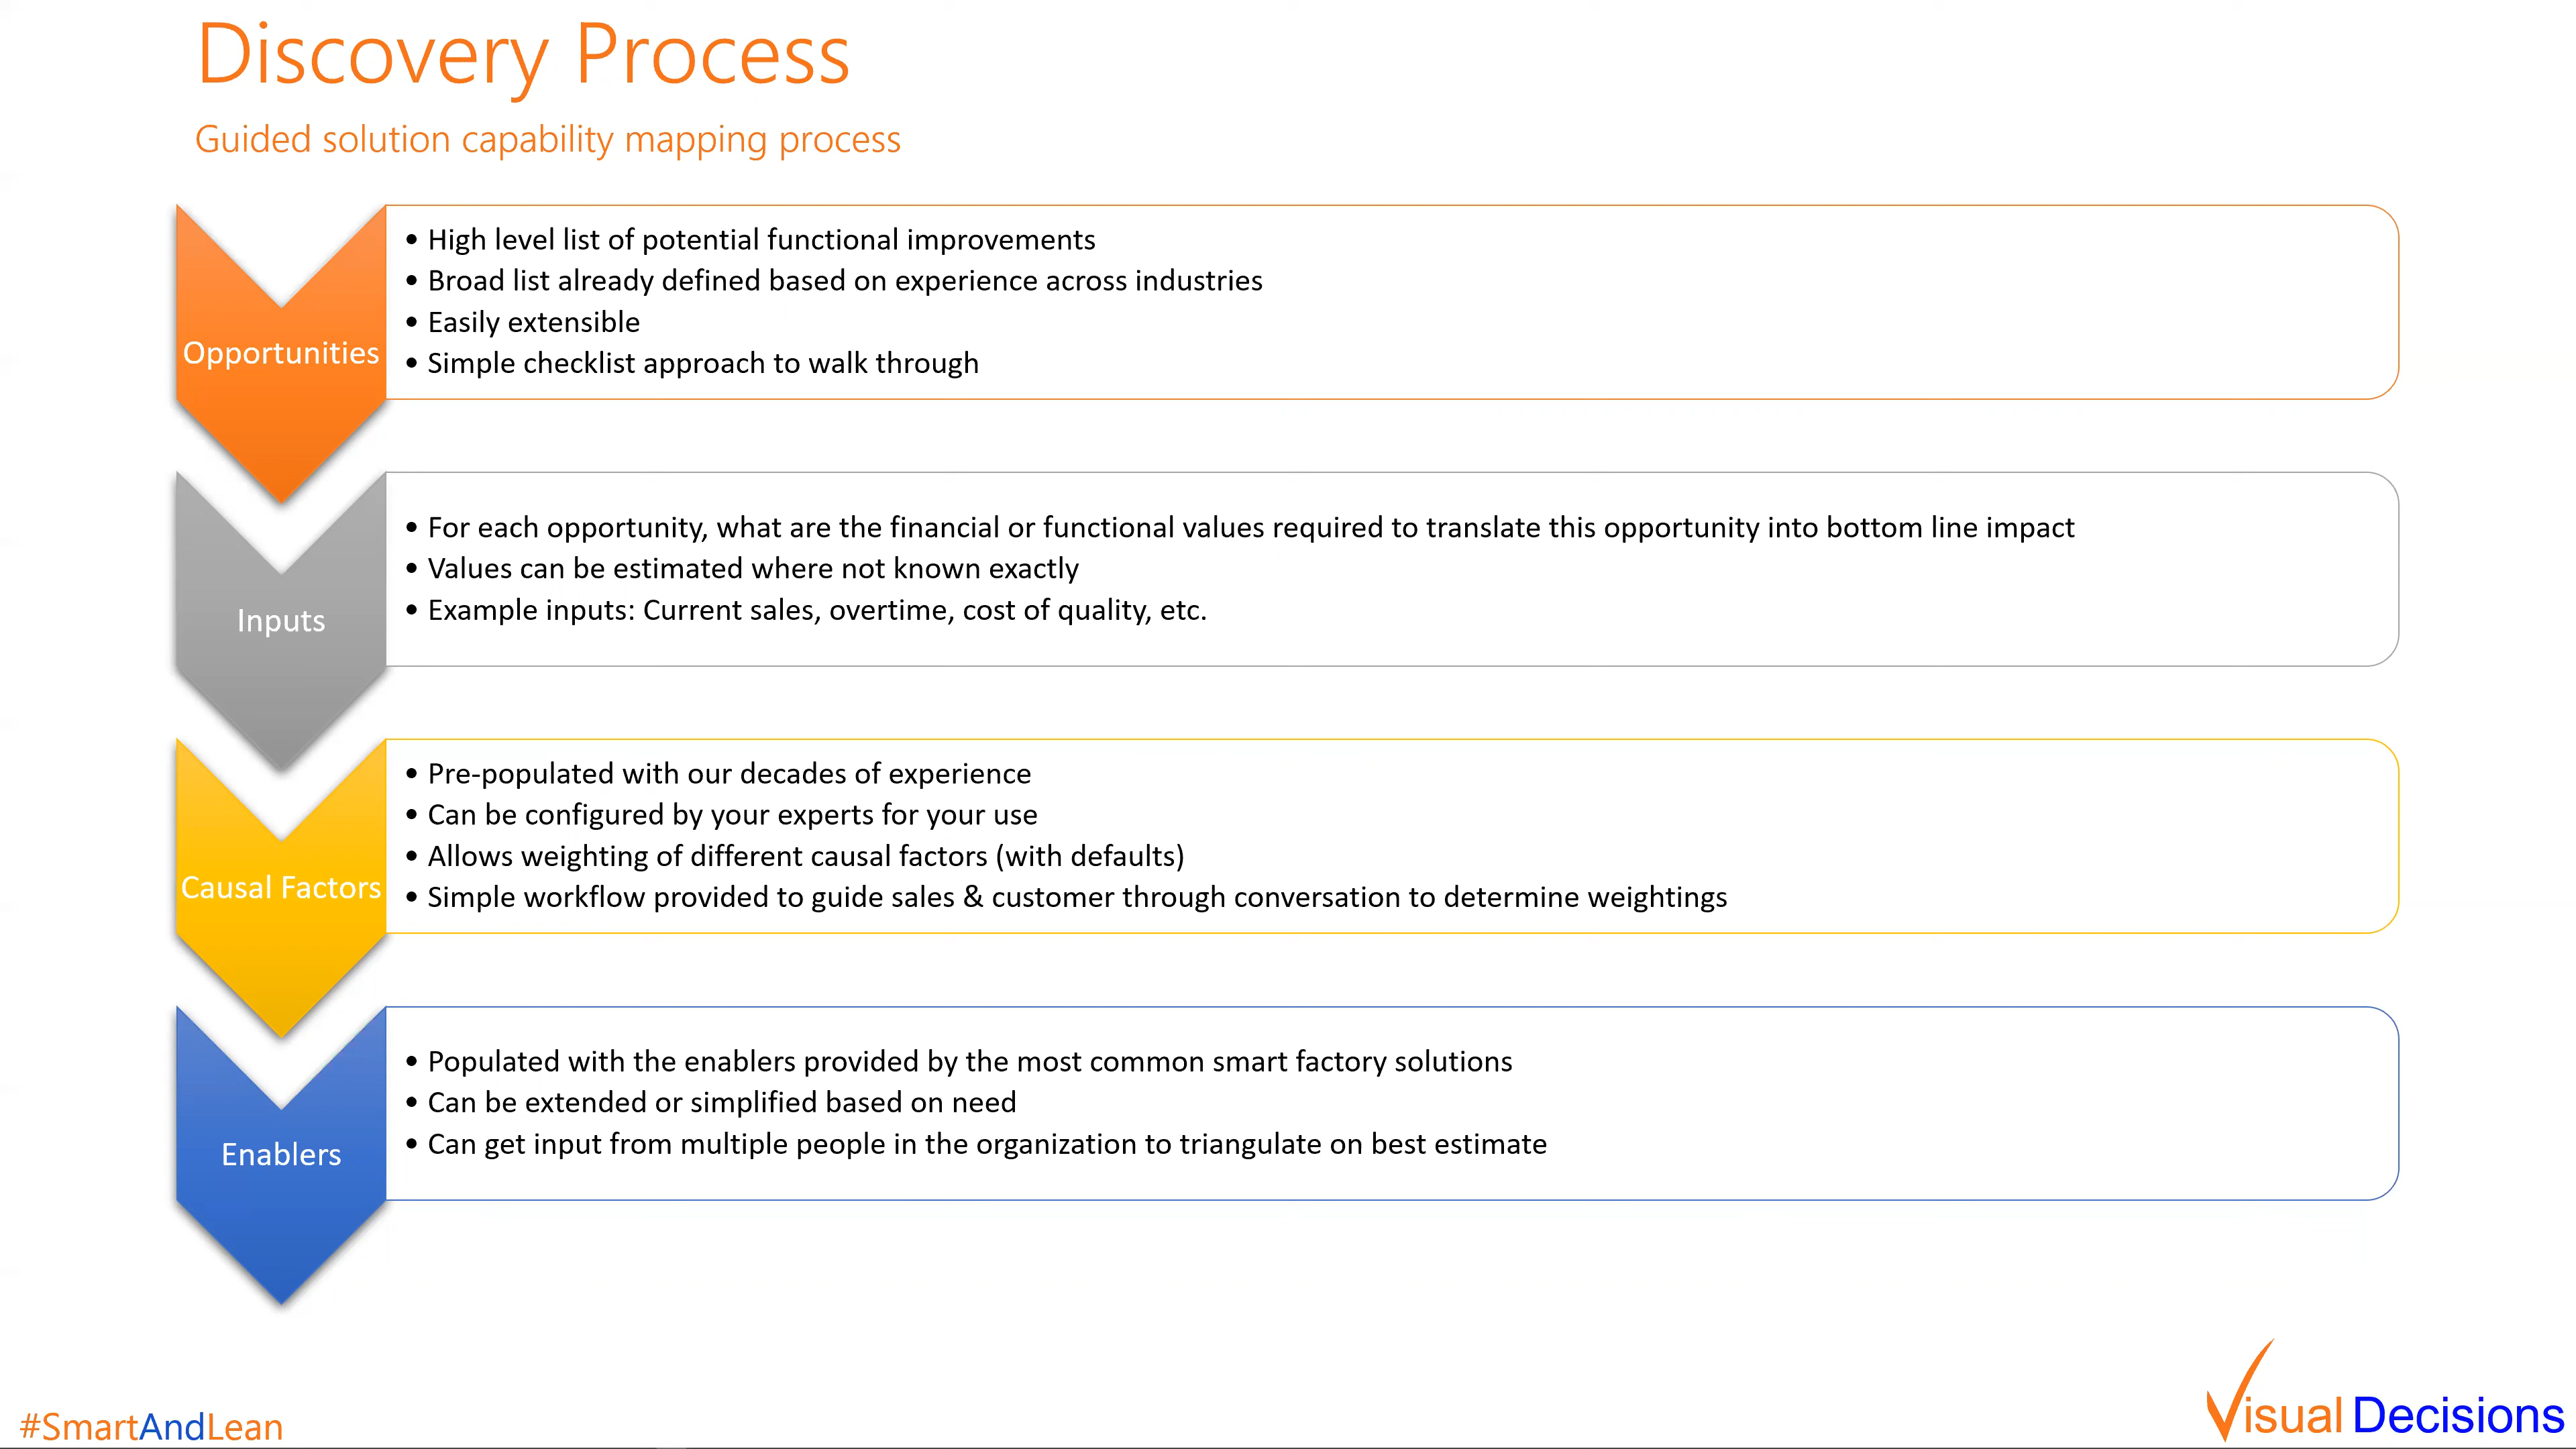 Discovery Process
Guided solution capability mapping process
Opportunities
• High level list of potential functional improvements
• Broad list already defined based on experience across industries
• Easily extensible
• Simple checklist approach to walk through
Inputs
• For each opportunity, what are the financial or functional values required to translate this opportunity into bottom line impact
• Values can be estimated where not known exactly
• Example inputs: Current sales, overtime, cost of quality, etc.
Causal Factors
• Pre-populated with our decades of experience
• Can be configured by your experts for your use
• Allows weighting of different causal factors (with defaults)
• Simple workflow provided to guide sales & customer through conversation to determine weightings
Enablers
• Populated with the enablers provided by the most common smart factory solutions
• Can be extended or simplified based on need
• Can get input from multiple people in the organization to triangulate on best estimate
#SmartAndLean
Visual Decisions